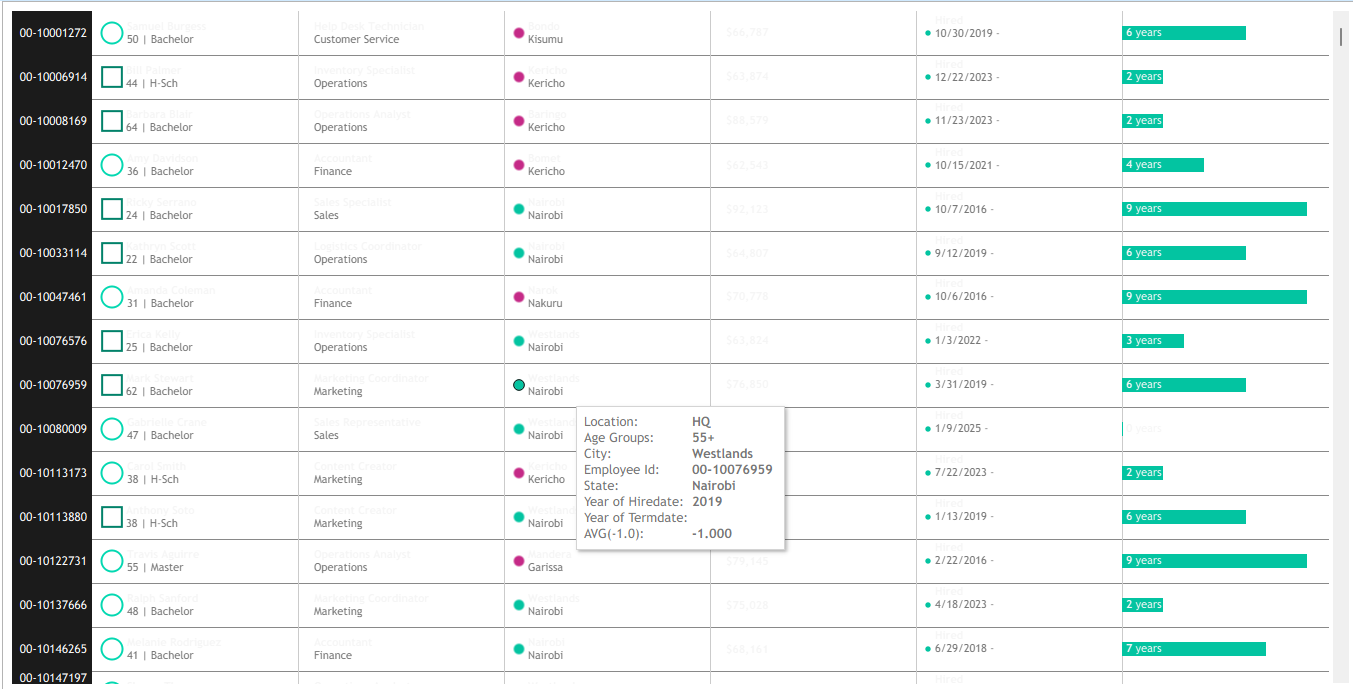 Samuel Burgess Help Desk Technician Bondo Hired
00-10001272 $66,787 10/30/2019 - 6 years
50 | Bachelor Customer Service Kisumu
Bill Palmer Inventory Specialist Kericho Hired
00-10006914 $63,874 12/22/2023 - 2 years
44 | H-Sch Operations Kericho
Barbara Blair Operations Analyst Hired
00-10008169 $88,579 11/23/2023 - 2 years
64 | Bachelor Operations Kericho
Amy Davidson Accountant Bomet Hired
00-10012470 $62,543 10/15/2021 - 4 years
36 | Bachelor Finance Kericho
Ricky Serrano Sales Specialist Nairobi Hired
00-10017850 $92,123 10/7/2016 - 9 years
24 | Bachelor Sales Nairobi
Kathryn Scott Logistics Coordinator Nairobi Hired
00-10033114 $64,807 9/12/2019 - 6 years
22 | Bachelor Operations Nairobi
Amanda Coleman Accountant Narok Hired
00-10047461 $70,778 10/6/2016 - 9 years
31 | Bachelor Finance Nakuru
Erica Kelly Inventory Specialist Westlands Hired
00-10076576 $63,824 1/3/2022 - 3 years
25 | Bachelor Operations Nairobi
Mark Stewart Marketing Coordinator Westlands Hired
00-10076959 $76,850 3/31/2019 - 6 years
62 | Bachelor Marketing Nairobi
Gabrielle Crane Sales Representative Hired
00-10080009 1/9/2025 - years
47 | Bachelor Sales Nairobi
Carol Smith Content Creator Kericho Hired
00-10113173 7/22/2023 - 2 years
38 | H-Sch Marketing Kericho
Anthony Soto Content Creator Hired
00-10113880 1/13/2019 - 6 years
38 | H-Sch Marketing Nairobi
Travis Aguirre Operations Analyst Mandera Hired
00-10122731 $79,145 2/22/2016 - 9 years
55 | Master Operations Garissa
Ralph Sanford Marketing Coordinator Westlands Hired
00-10137666 $75,028 4/18/2023 - 2 years
48 | Bachelor Marketing Nairobi
Melanie Rodriguez Accountant Nairobi Hired
00-10146265 $68,161 6/29/2018 - 7 years
41 | Bachelor Finance Nairobi
00-10147197
Location: HQ
Age Groups: 55+
City: Westlands
Employee Id: 00-10076959
State: Nairobi
Year of Hiredate: 2019
Year of Termdate:
AVG(-1.0): -1.000